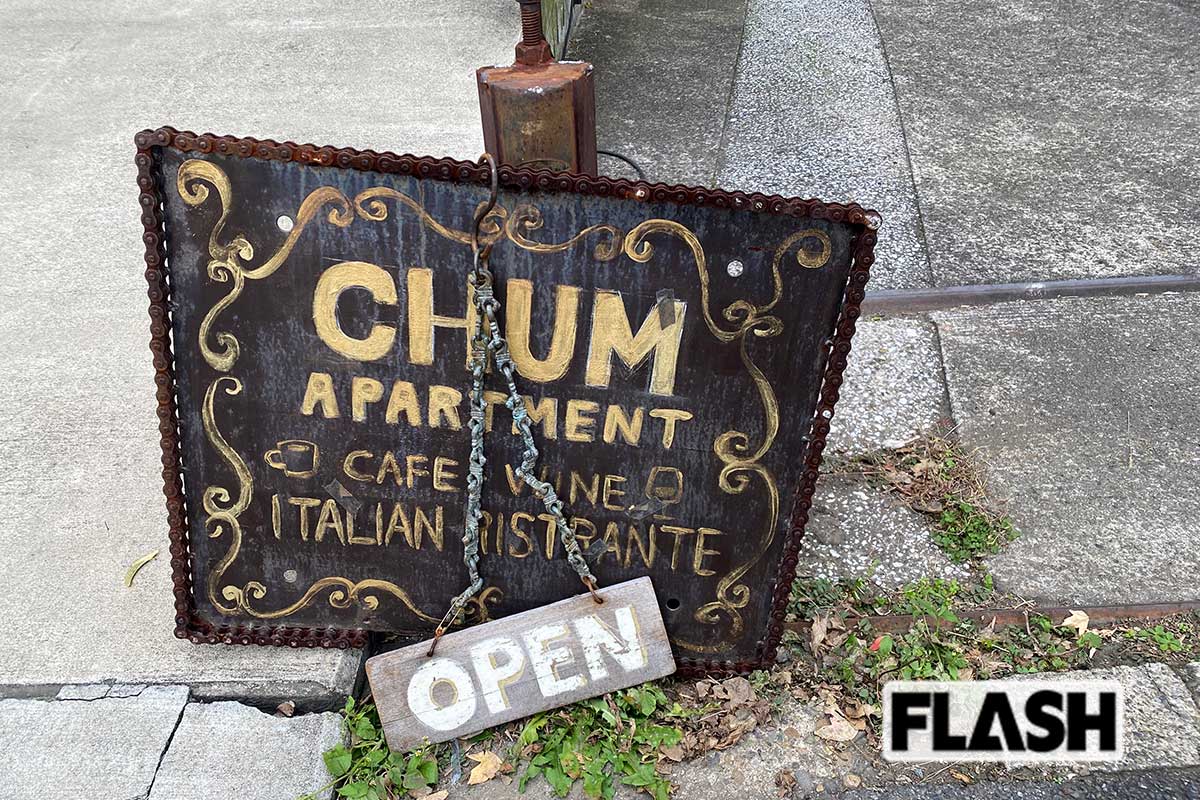 CHUM
APARTMENT
CAFE WINE
ITALIAN RISTRANTE
OPEN
FLASH